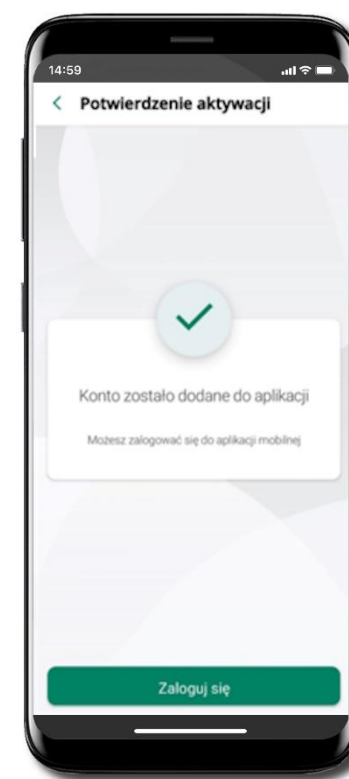 14:59
Potwierdzenie aktywacji
Konto zostało dodane do aplikacji
Możesz zalogować się do aplikacji mobilnej
Zaloguj się